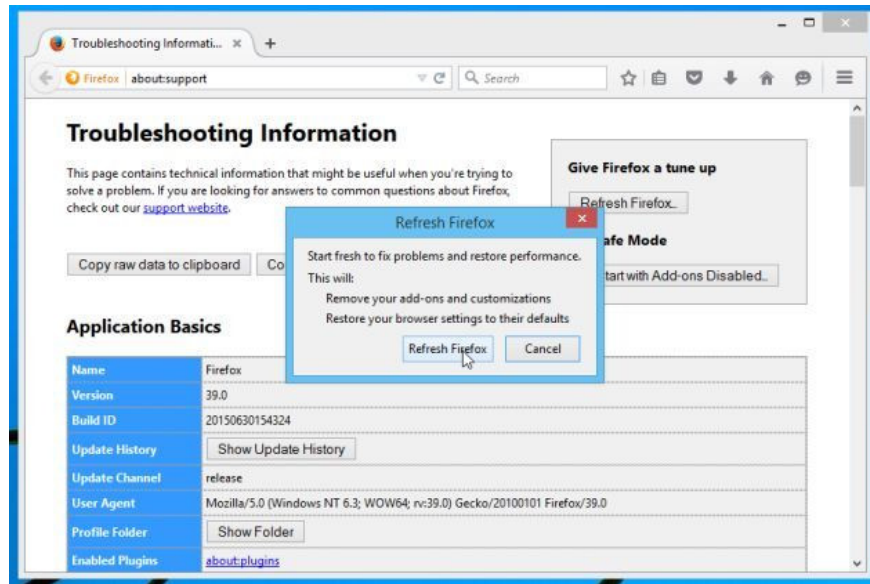 Troubleshooting Informati...
Firefox about:support
Search
Troubleshooting Information
This page contains technical information that might be useful when you're trying to
solve a problem. If you are looking for answers to common questions about Firefox,
check out our support website.
Give Firefox a tune up
Refresh Firefox...
afe Mode
tart with Add-ons Disabled...
Copy raw data to clipboard Co
Refresh Firefox
Start fresh to fix problems and restore performance.
This will:
Remove your add-ons and customizations
Restore your browser settings to their defaults
Refresh Firefox Cancel
Application Basics
Name Firefox
Version 39.0
Build ID 20150630154324
Update History Show Update History
Update Channel release
User Agent Mozilla/5.0 (Windows NT 6.3; WOW64; rv:39.0) Gecko/20100101 Firefox/39.0
Profile Folder Show Folder
Enabled Plugins about:plugins